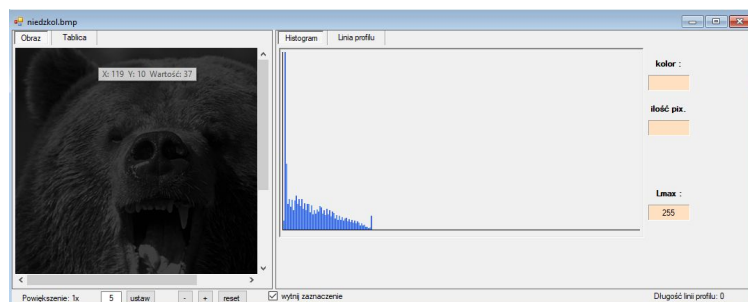 niedzkol.bmp
Obraz Tablica
X: 119 Y: 10 Wartość: 37
Powiększenie: 1x 5 ustaw - + reset
Histogram Linia profilu
kolor :
ilość pix.
Lmax :
255
wytnij zaznaczenie
Długość linii profilu: 0